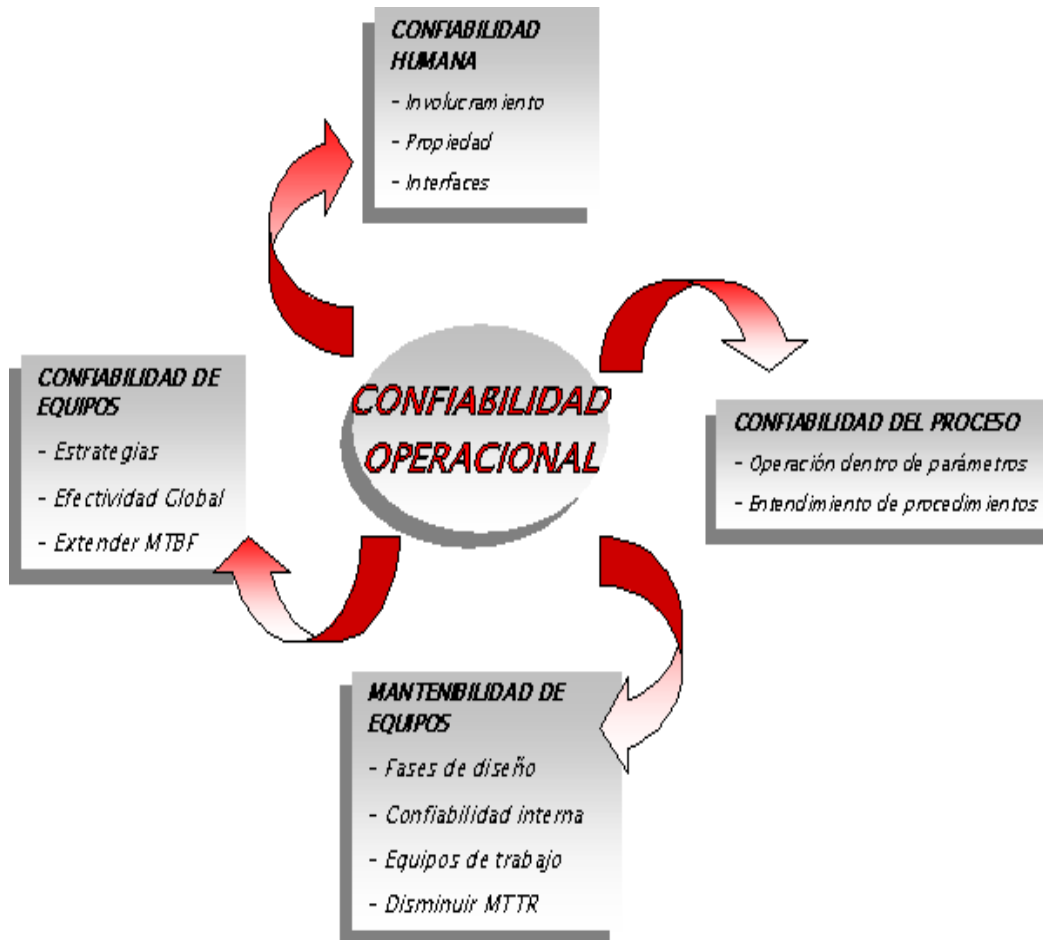 CONFIABILIDAD
HUMANA
- Involucramiento
- Propiedad
- Interfaces
CONFIABILIDAD DE
EQUIPOS
- Estrategias
- Efectividad Global
- Extender MTBF
CONFIABILIDAD
OPERACIONAL
CONFIABILIDAD DEL PROCESO
- Operación dentro de parámetros
- Entendimiento de procedimientos
MANTENIBILIDAD DE
EQUIPOS
- Fases de diseño
- Confiabilidad interna
- Equipos de trabajo
- Disminuir MTTR